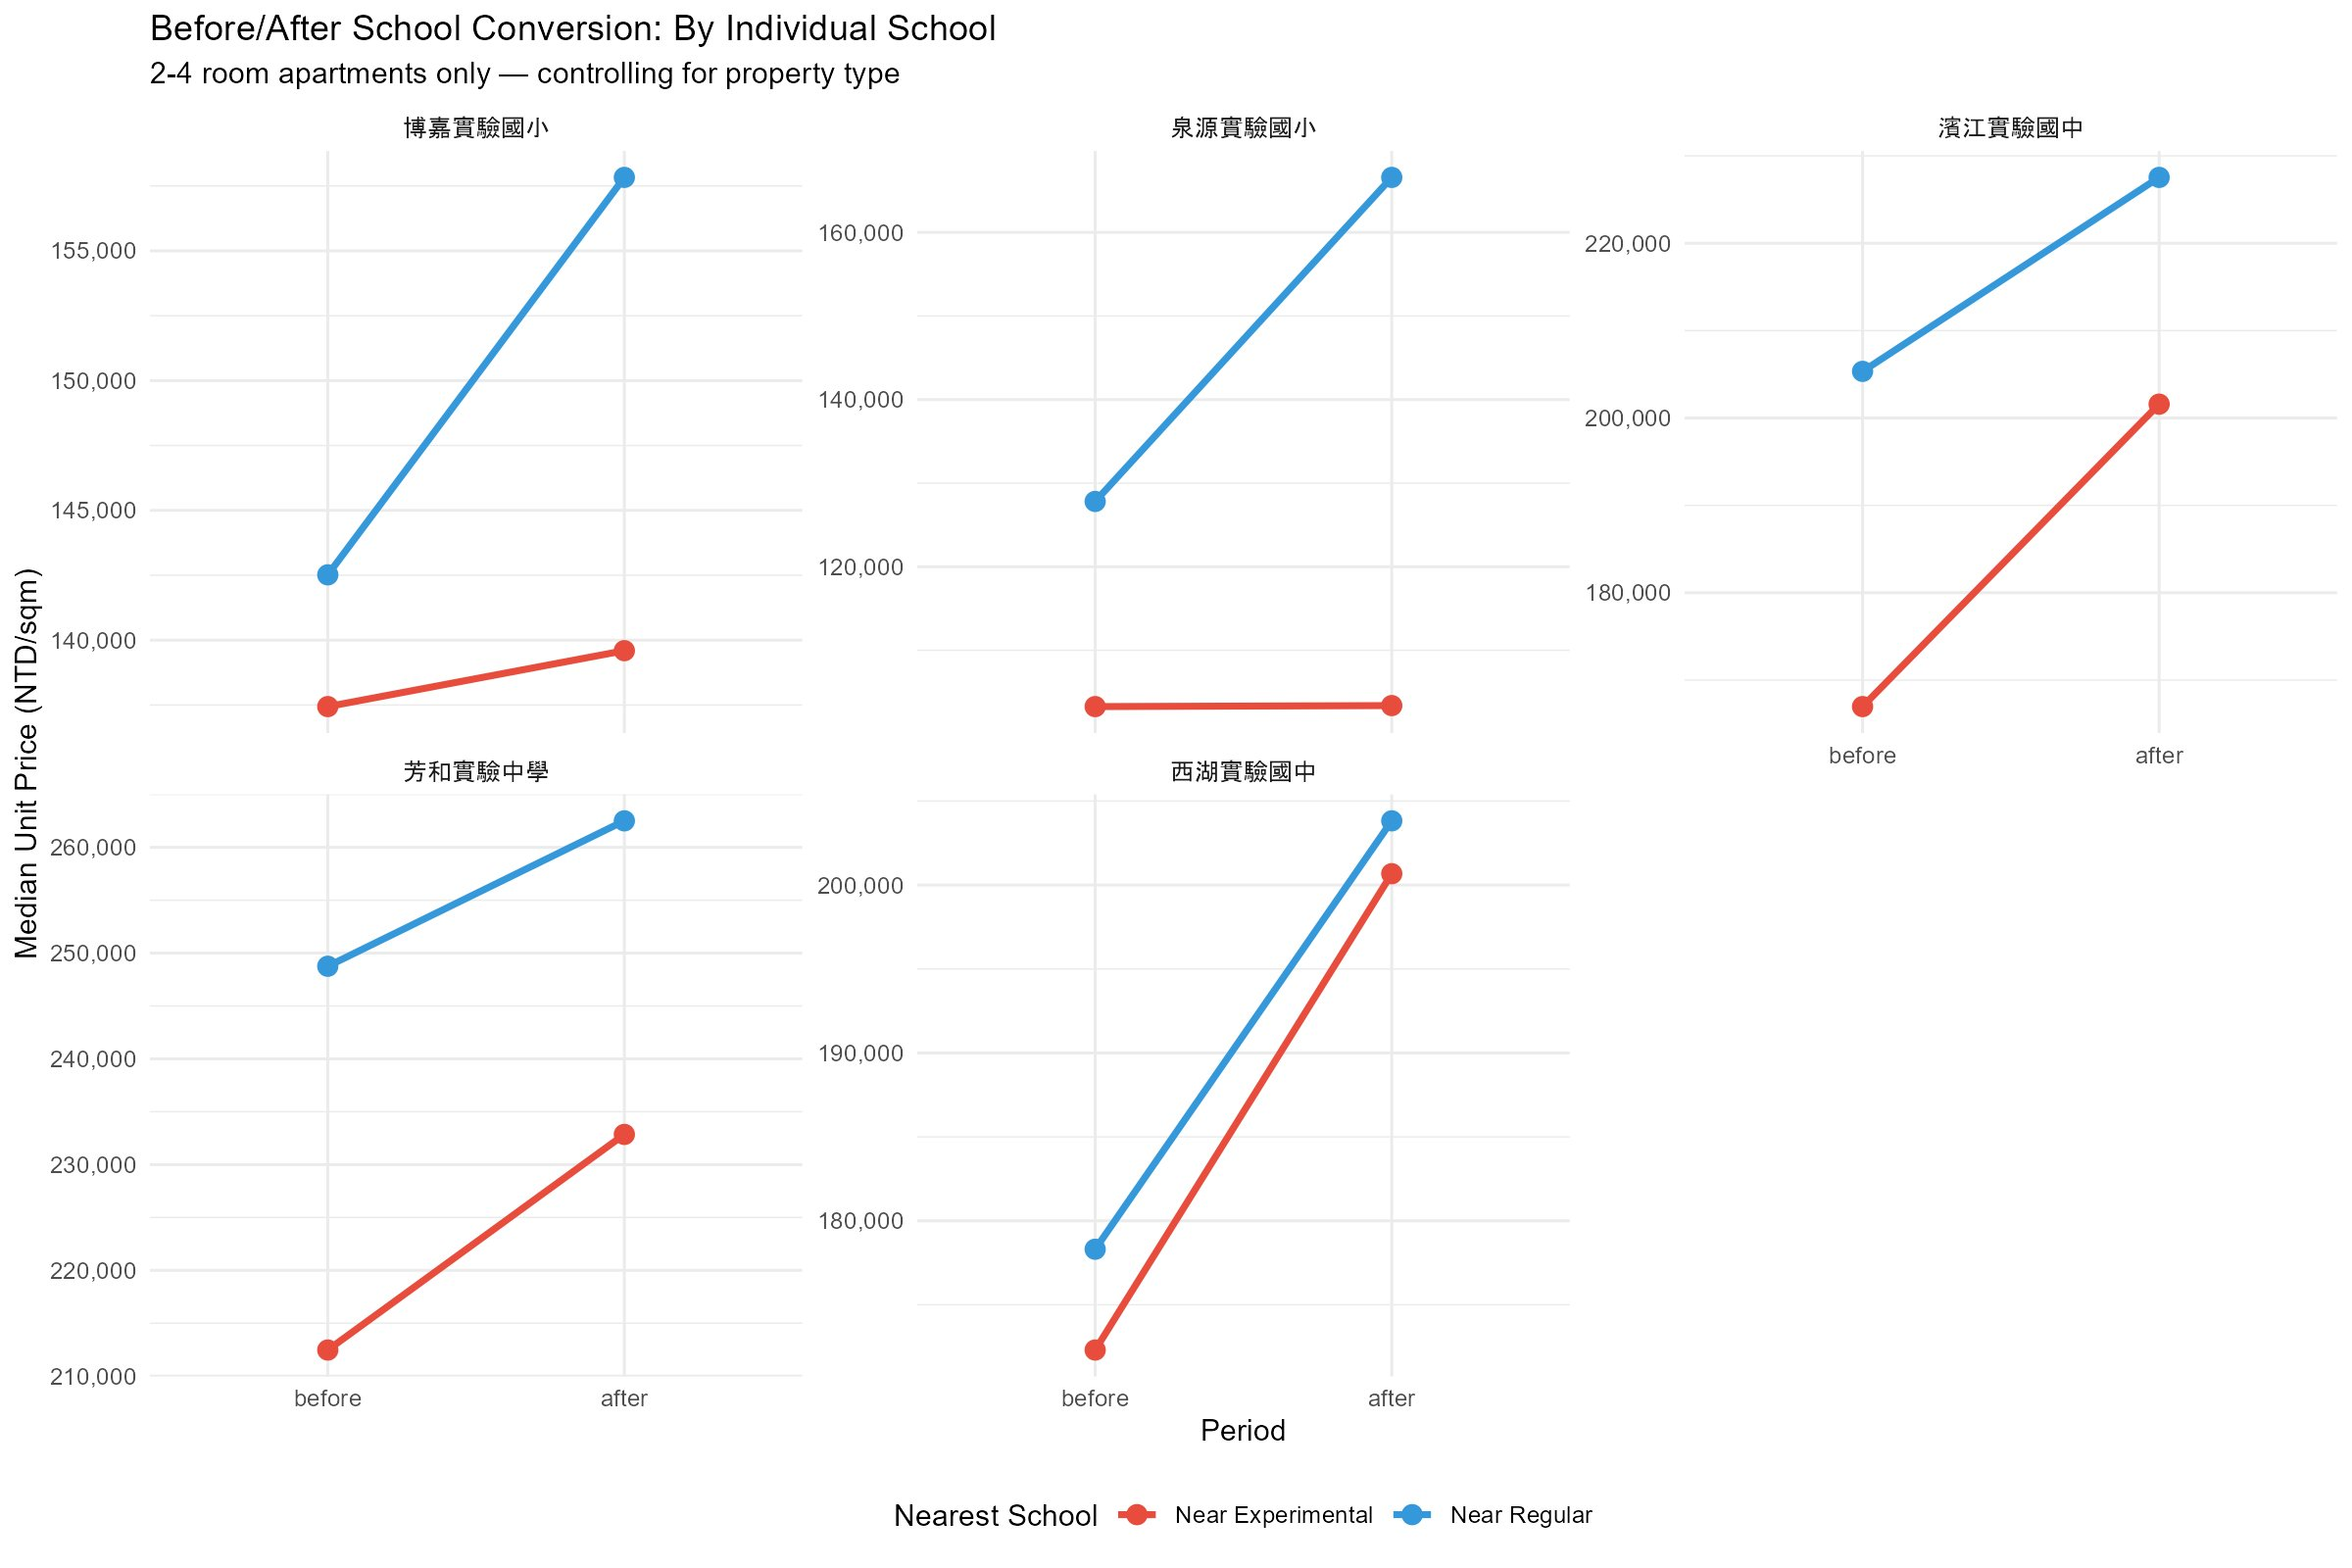 Before/After School Conversion: By Individual School
2-4 room apartments only — controlling for property type
博嘉實驗國小
泉源實驗國小
濱江實驗國中
155,000
150,000
145,000
140,000
160,000
140,000
120,000
220,000
200,000
180,000
before
after
Median Unit Price (NTD/sqm)
芳和實驗中學
西湖實驗國中
260,000
250,000
240,000
230,000
220,000
210,000
200,000
190,000
180,000
before
after
before
after
Period
Nearest School
Near Experimental
Near Regular